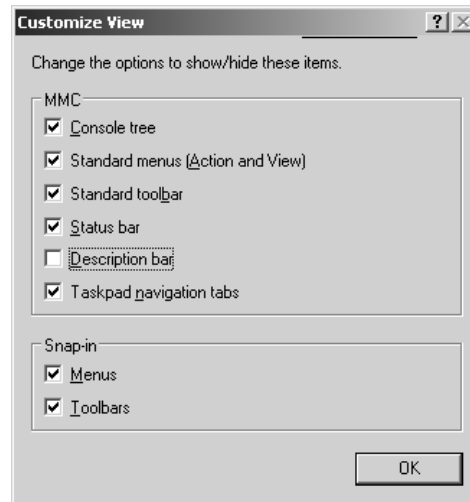 Customize View
Change the options to show/hide these items.
MMC
Console tree
Standard menus (Action and View)
Standard toolbar
Status bar
Description bar
Taskpad navigation tabs
Snap-in
Menus
Toolbars
OK